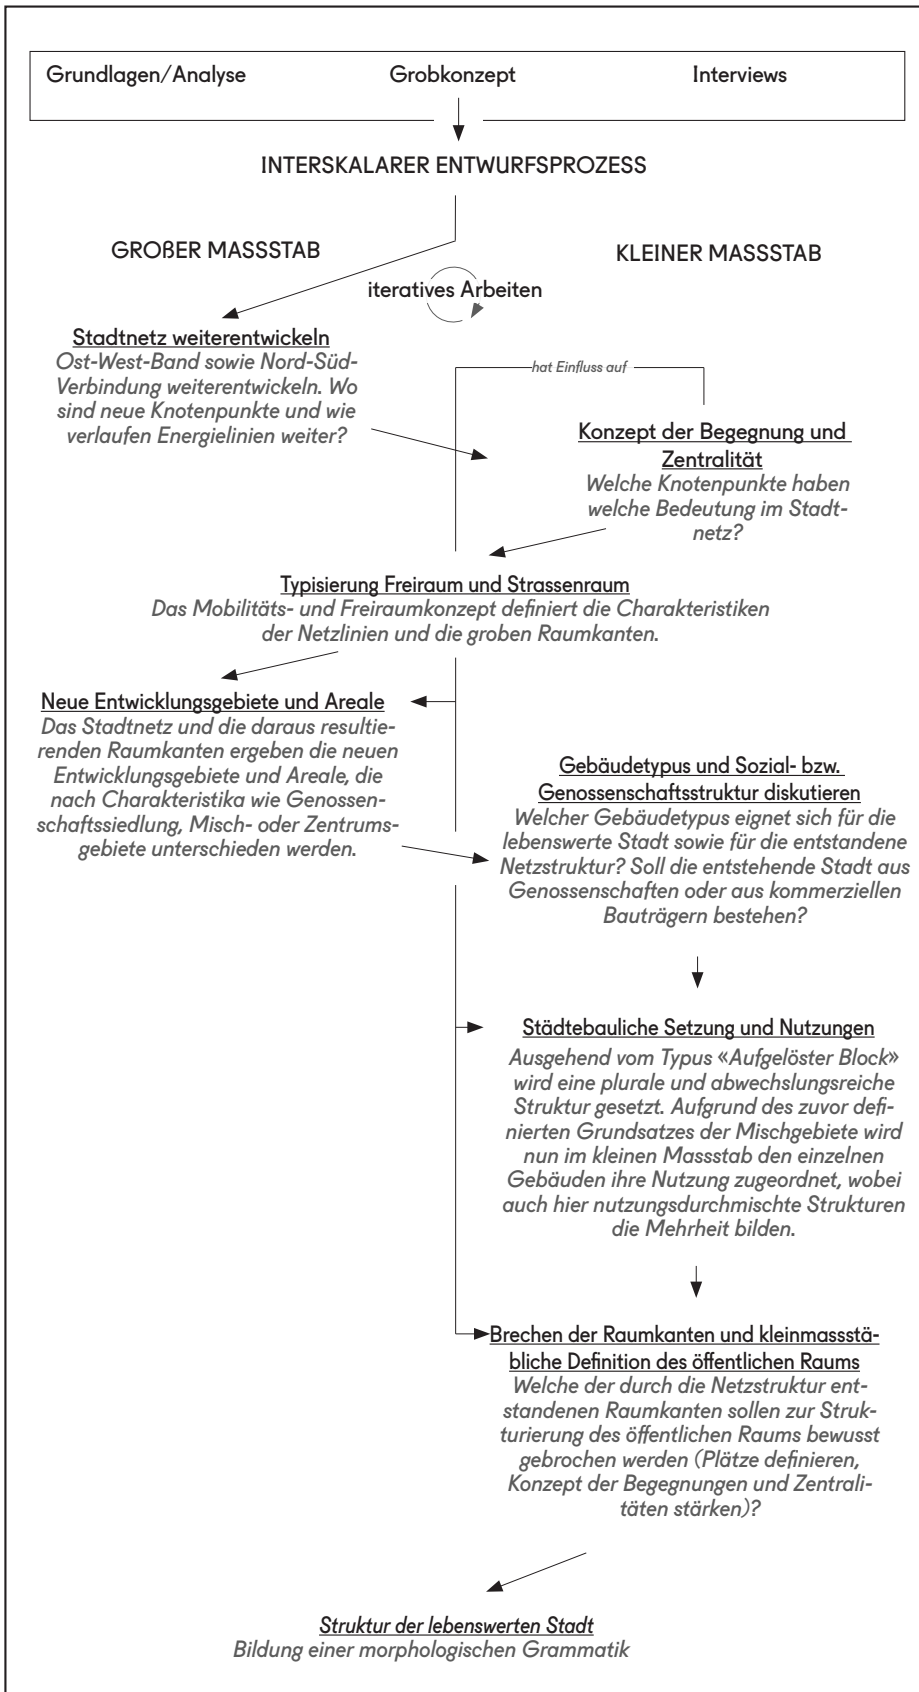 Grundlagen/Analyse
Grobkonzept
Interviews
INTERSKALARER ENTWURFSPROZESS
GROßER MASSSTAB
KLEINER MASSSTAB
iteratives Arbeiten
Stadtnetz weiterentwickeln
Ost-West-Band sowie Nord-Süd-
Verbindung weiterentwickeln. Wo
sind neue Knotenpunkte und wie
verlaufen Energielinien weiter?
hat Einfluss auf
Konzept der Begegnung und
Zentralität
Welche Knotenpunkte haben
welche Bedeutung im Stadt-
netz?
Typisierung Freiraum und Strassenraum
Das Mobilitäts- und Freiraumkonzept definiert die Charakteristiken
der Netzlinien und die groben Raumkanten.
Neue Entwicklungsgebiete und Areale
Das Stadtnetz und die daraus resultie-
renden Raumkanten ergeben die neuen
Entwicklungsgebiete und Areale, die
nach Charakteristika wie Genossen-
schaftssiedlung, Misch- oder Zentrums-
gebiete unterschieden werden.
Gebäudetypus und Sozial- bzw.
Genossenschaftsstruktur diskutieren
Welcher Gebäudetypus eignet sich für die
lebenswerte Stadt sowie für die entstandene
Netzstruktur? Soll die entstehende Stadt aus
Genossenschaften oder aus kommerziellen
Bauträgern bestehen?
Städtebauliche Setzung und Nutzungen
Ausgehend vom Typus «Aufgelöster Block»
wird eine plurale und abwechslungsreiche
Struktur gesetzt. Aufgrund des zuvor defi-
nierten Grundsatzes der Mischgebiete wird
nun im kleinen Massstab den einzelnen
Gebäuden ihre Nutzung zugeordnet, wobei
auch hier nutzungsdurchmischte Strukturen
die Mehrheit bilden.
Brechen der Raumkanten und kleinmassstä-
bliche Definition des öffentlichen Raums
Welche der durch die Netzstruktur ent-
standenen Raumkanten sollen zur Struk-
turierung des öffentlichen Raums bewusst
gebrochen werden (Plätze definieren,
Konzept der Begegnungen und Zentrali-
täten stärken)?
Struktur der lebenswerten Stadt
Bildung einer morphologischen Grammatik